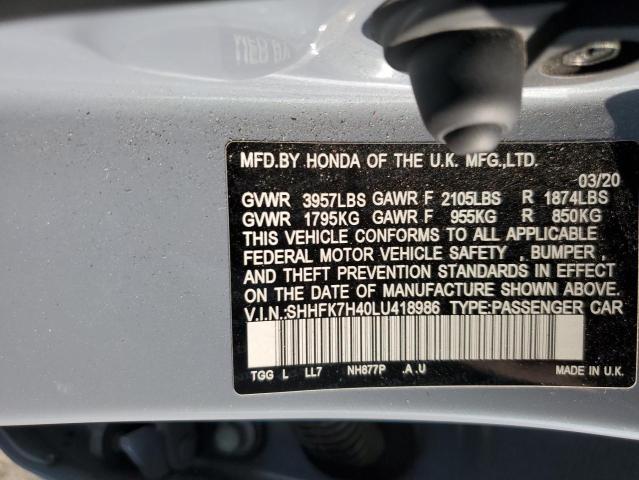 MFD.BY HONDA OF THE U.K. MFG.,LTD.
03/20
GVWR 3957LBS GAWR F 2105LBS R 1874LBS
GVWR 1795KG GAWR F 955KG R 850KG
THIS VEHICLE CONFORMS TO ALL APPLICABLE
FEDERAL MOTOR VEHICLE SAFETY , BUMPER ,
AND THEFT PREVENTION STANDARDS IN EFFECT
ON THE DATE OF MANUFACTURE SHOWN ABOVE.
V.I.N.:SHHFK7H40LU418986 TYPE:PASSENGER CAR
TGG L LL7 NH877P .A .U MADE IN U.K.